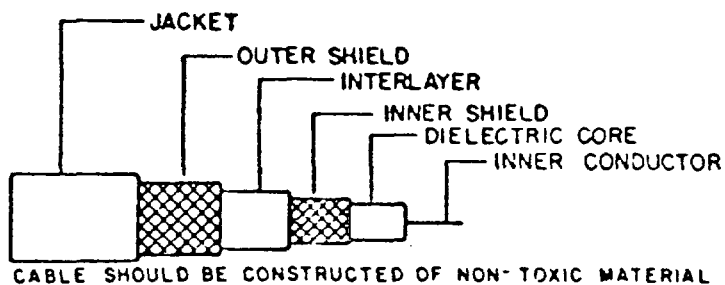 JACKET
OUTER SHIELD
INTERLAYER
INNER SHIELD
DIELECTRIC CORE
INNER CONDUCTOR
CABLE SHOULD BE CONSTRUCTED OF NON-TOXIC MATERIAL